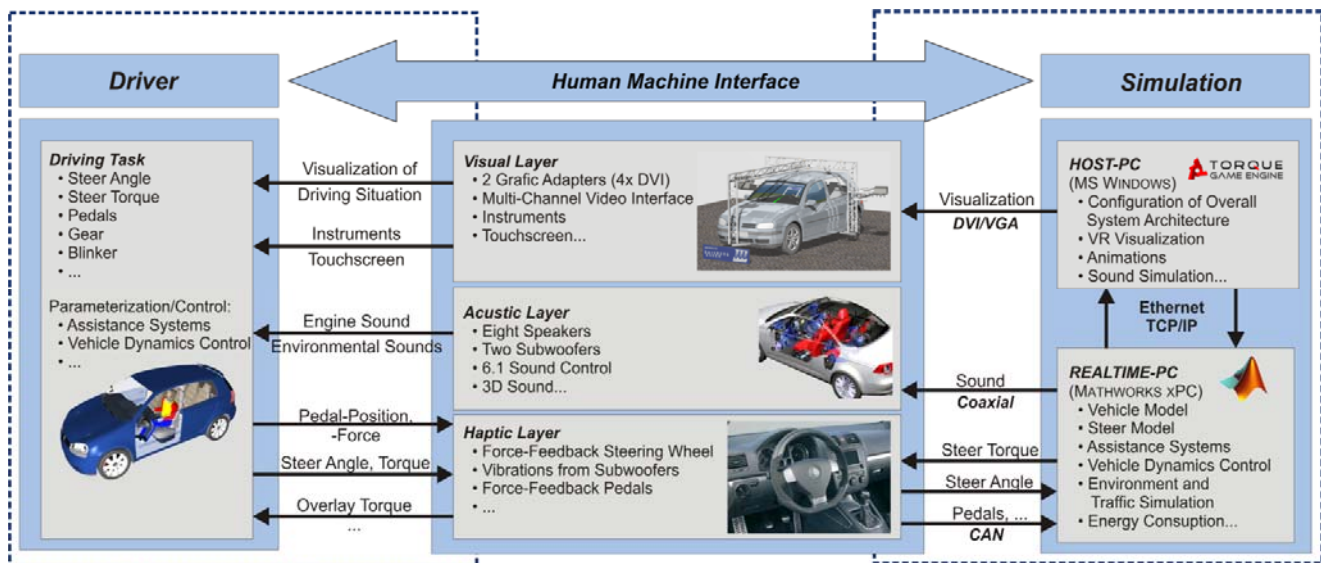 Driver
Human Machine Interface
Simulation
Driving Task
• Steer Angle
• Steer Torque
• Pedals
• Gear
• Blinker
• ...
Parameterization/Control:
• Assistance Systems
• Vehicle Dynamics Control
• ...
Visualization of
Driving Situation
Instruments
Touchscreen
Engine Sound
Environmental Sounds
Pedal-Position,
-Force
Steer Angle, Torque
Overlay Torque
...
Visual Layer
• 2 Grafic Adapters (4x DVI)
• Multi-Channel Video Interface
• Instruments
• Touchscreen...
Acustic Layer
• Eight Speakers
• Two Subwoofers
• 6.1 Sound Control
• 3D Sound...
Haptic Layer
• Force-Feedback Steering Wheel
• Vibrations from Subwoofers
• Force-Feedback Pedals
• ...
Visualization
DVI/VGA
Sound
Coaxial
Steer Torque
Steer Angle
Pedals, ...
CAN
HOST-PC
(MS WINDOWS)
TORQUE
GAME ENGINE
• Configuration of Overall
System Architecture
• VR Visualization
• Animations
• Sound Simulation...
Ethernet
TCP/IP
REALTIME-PC
(MATHWORKS XPC)
• Vehicle Model
• Steer Model
• Assistance Systems
• Vehicle Dynamics Control
• Environment and
Traffic Simulation
• Energy Consuption...